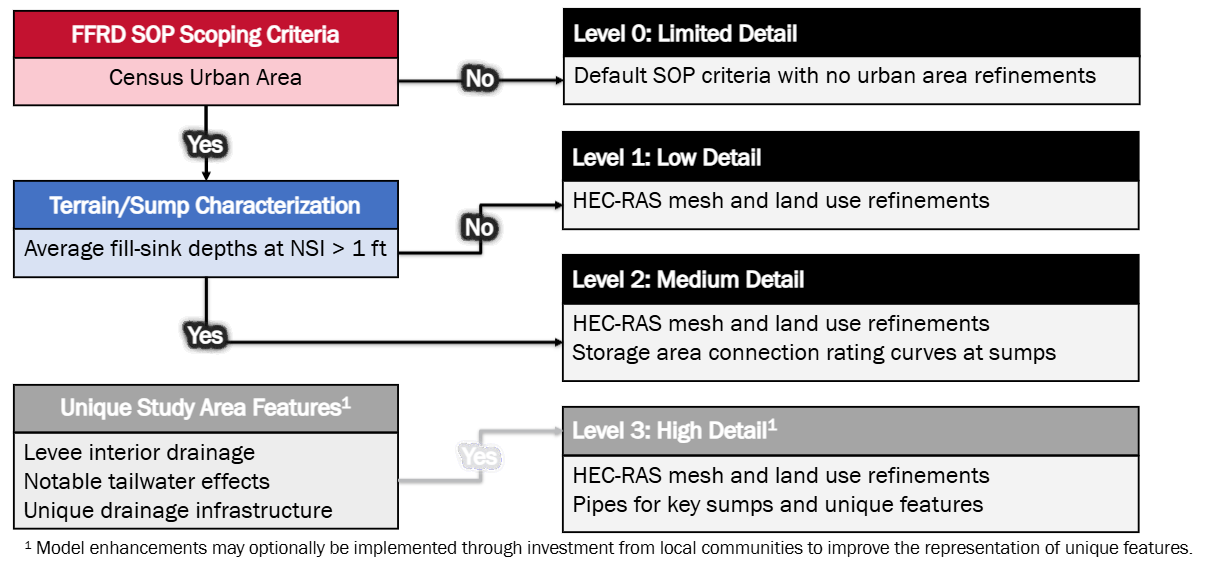 FFRD SOP Scoping Criteria
Census Urban Area
No
Level 0: Limited Detail
Default SOP criteria with no urban area refinements
Yes
Terrain/Sump Characterization
Average fill-sink depths at NSI > 1 ft
No
Level 1: Low Detail
HEC-RAS mesh and land use refinements
Yes
Level 2: Medium Detail
HEC-RAS mesh and land use refinements
Storage area connection rating curves at sumps
Unique Study Area Features¹
Levee interior drainage
Notable tailwater effects
Unique drainage infrastructure
Yes
Level 3: High Detail¹
HEC-RAS mesh and land use refinements
Pipes for key sumps and unique features
¹ Model enhancements may optionally be implemented through investment from local communities to improve the representation of unique features.